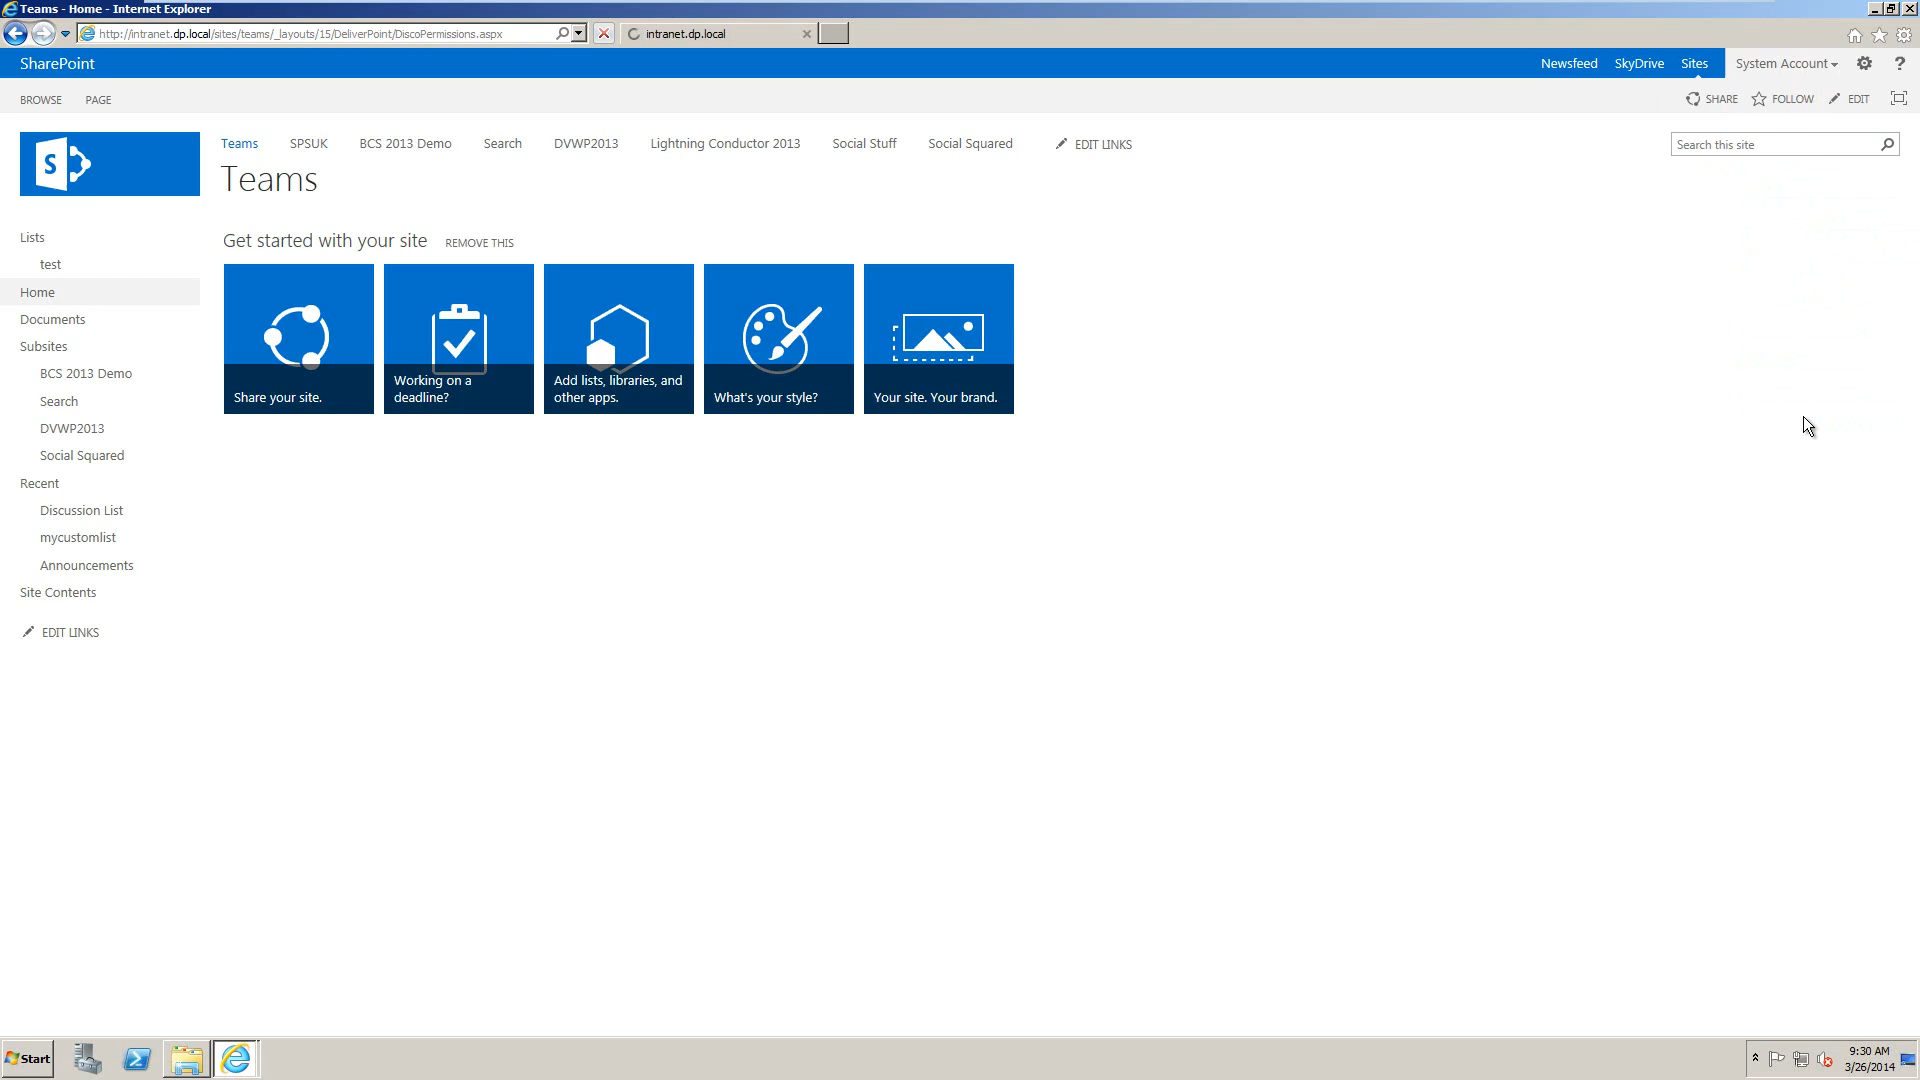 Teams - Home - Internet Explorer
http://intranet.dp.local/sites/teams/_layouts/15/DeliverPoint/DiscoPermissions.aspx
intranet.dp.local
SharePoint
Newsfeed SkyDrive Sites System Account ?
BROWSE PAGE
SHARE FOLLOW EDIT
S
Teams SPSUK BCS 2013 Demo Search DVWP2013 Lightning Conductor 2013 Social Stuff Social Squared EDIT LINKS
Search this site
Teams
Lists
test
Home
Documents
Subsites
BCS 2013 Demo
Search
DVWP2013
Social Squared
Recent
Discussion List
mycustomlist
Announcements
Site Contents
EDIT LINKS
Get started with your site REMOVE THIS
Share your site.
Working on a
deadline?
Add lists, libraries, and
other apps.
What's your style?
Your site. Your brand.
Start
9:30 AM
3/26/2014